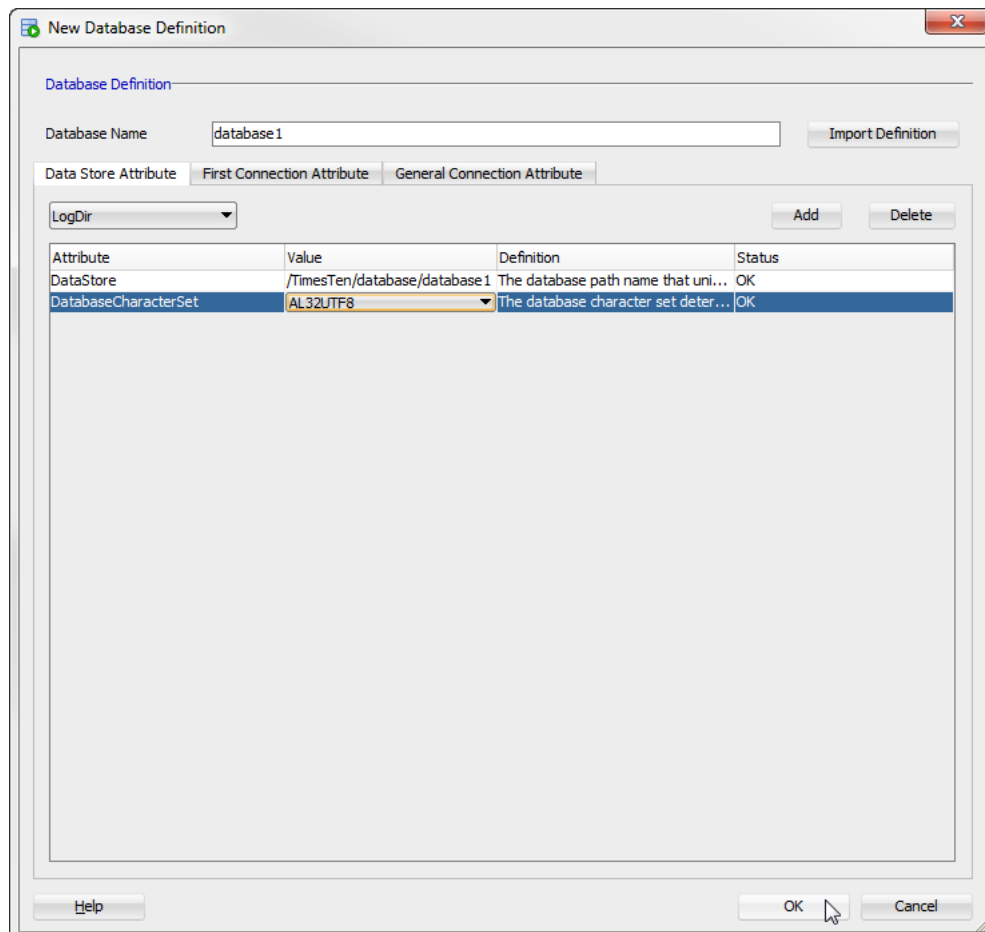 New Database Definition
Database Definition
Database Name database1 Import Definition
Data Store Attribute First Connection Attribute General Connection Attribute
LogDir Add Delete
Attribute Value Definition Status
DataStore /TimesTen/database/database1 The database path name that uni... OK
DatabaseCharacterSet AL32UTF8 The database character set deter... OK
Help OK Cancel